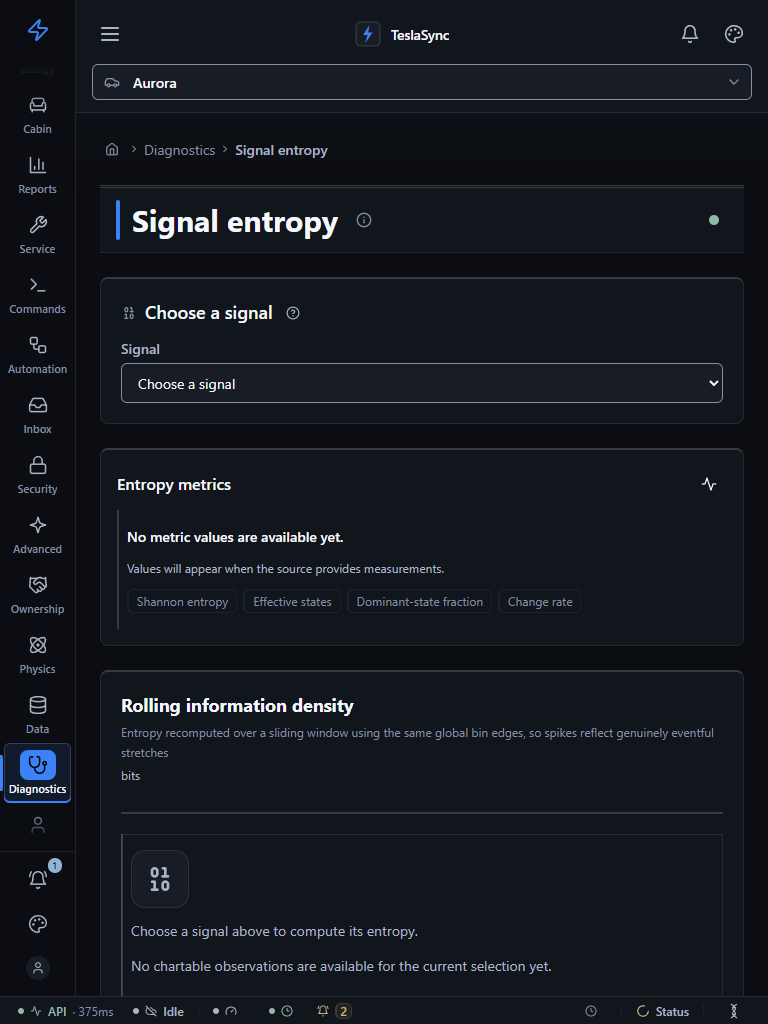 TeslaSync
Aurora
Energy
Cabin
Reports
Service
Commands
Automation
Inbox
Security
Advanced
Ownership
Physics
Data
Diagnostics
1
Diagnostics
Signal entropy
Signal entropy
01
10
Choose a signal
Signal
Choose a signal
Entropy metrics
No metric values are available yet.
Values will appear when the source provides measurements.
Shannon entropy
Effective states
Dominant-state fraction
Change rate
Rolling information density
Entropy recomputed over a sliding window using the same global bin edges, so spikes reflect genuinely eventful
stretches
bits
01
10
Choose a signal above to compute its entropy.
No chartable observations are available for the current selection yet.
API · 375ms
Idle
2
Status